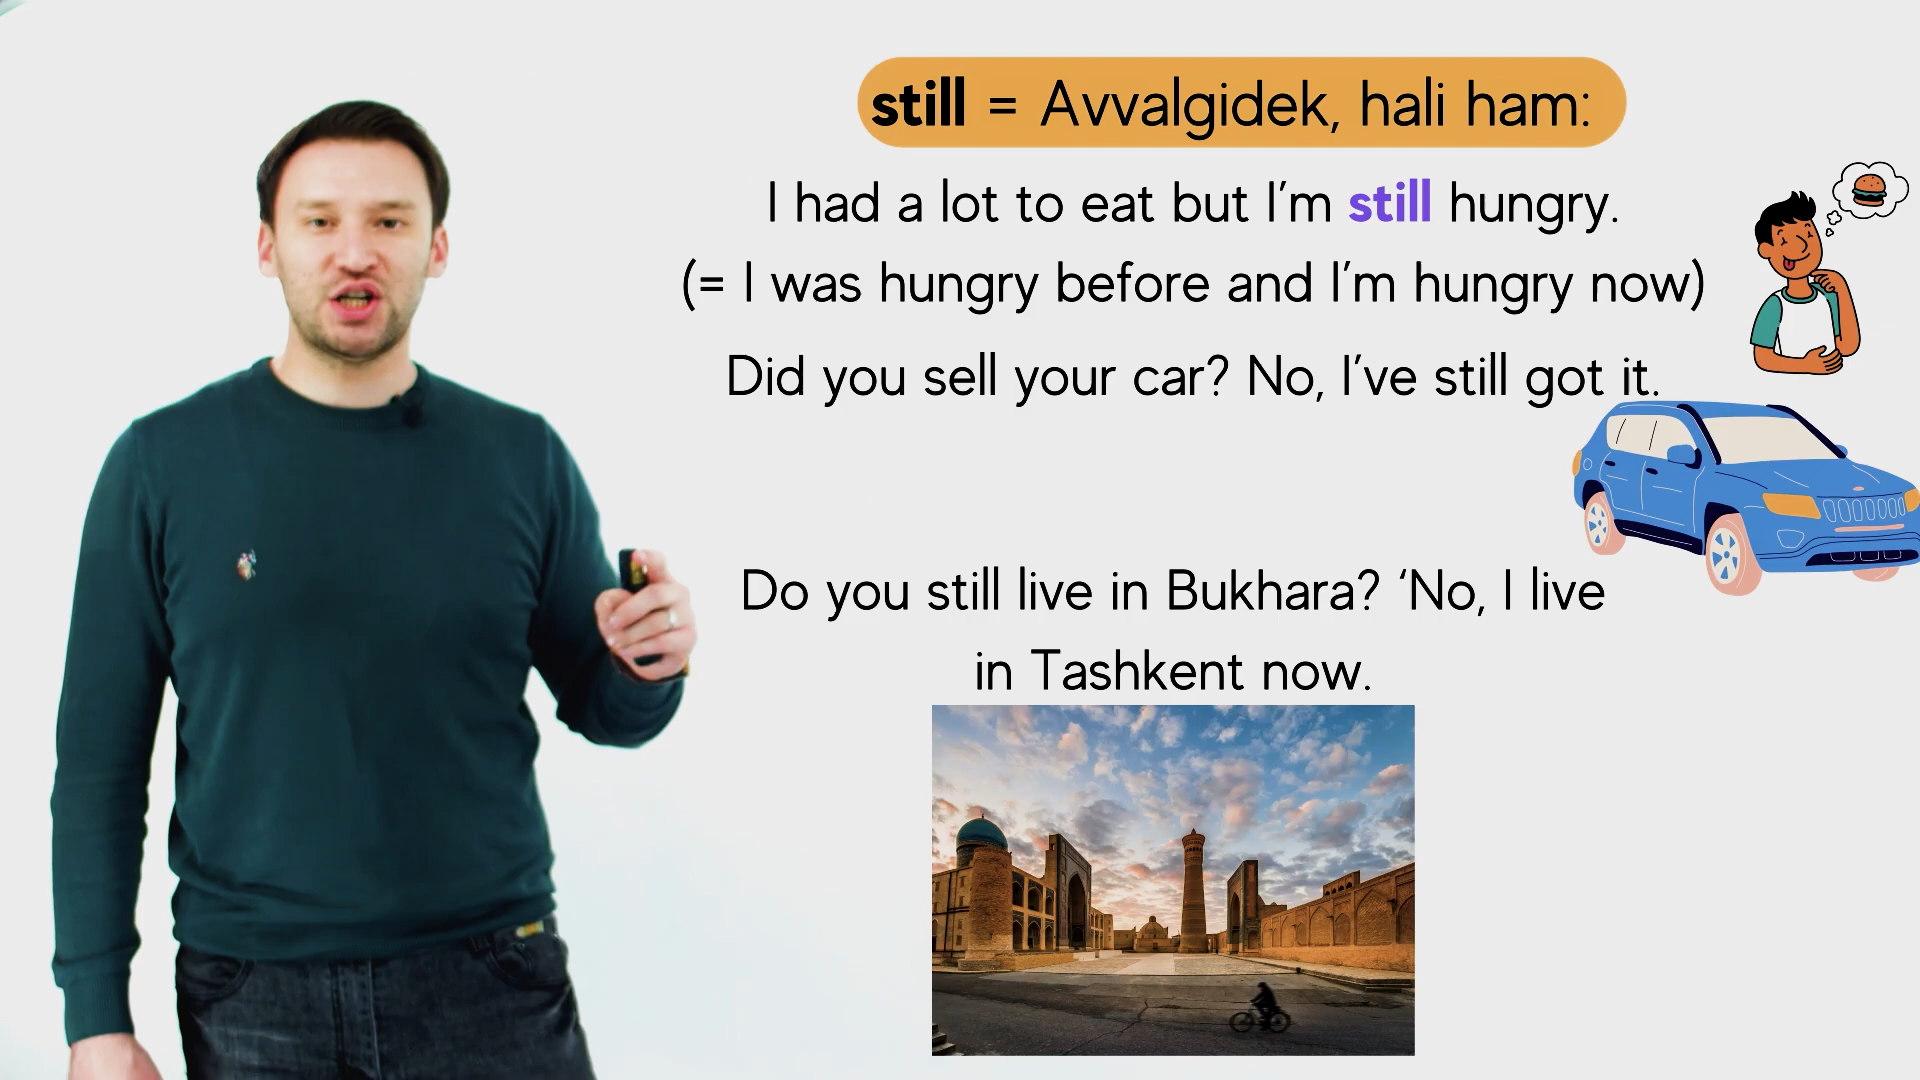 still = Avvalgidek, hali ham:
I had a lot to eat but I’m still hungry.
(= I was hungry before and I’m hungry now)
Did you sell your car? No, I’ve still got it.
Do you still live in Bukhara? ‘No, I live
in Tashkent now.